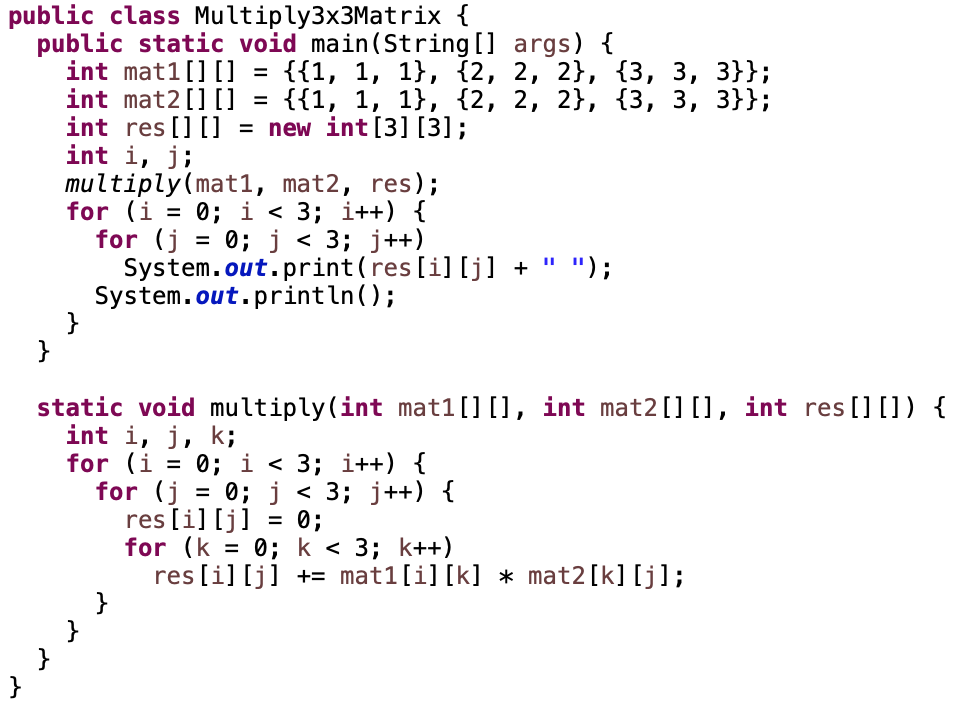 public class Multiply3x3Matrix {
  public static void main(String[] args) {
    int mat1[][] = {{1, 1, 1}, {2, 2, 2}, {3, 3, 3}};
    int mat2[][] = {{1, 1, 1}, {2, 2, 2}, {3, 3, 3}};
    int res[][] = new int[3][3];
    int i, j;
    multiply(mat1, mat2, res);
    for (i = 0; i < 3; i++) {
      for (j = 0; j < 3; j++)
        System.out.print(res[i][j] + " ");
      System.out.println();
    }
  }

  static void multiply(int mat1[][], int mat2[][], int res[][]) {
    int i, j, k;
    for (i = 0; i < 3; i++) {
      for (j = 0; j < 3; j++) {
        res[i][j] = 0;
        for (k = 0; k < 3; k++)
          res[i][j] += mat1[i][k] * mat2[k][j];
      }
    }
  }
}